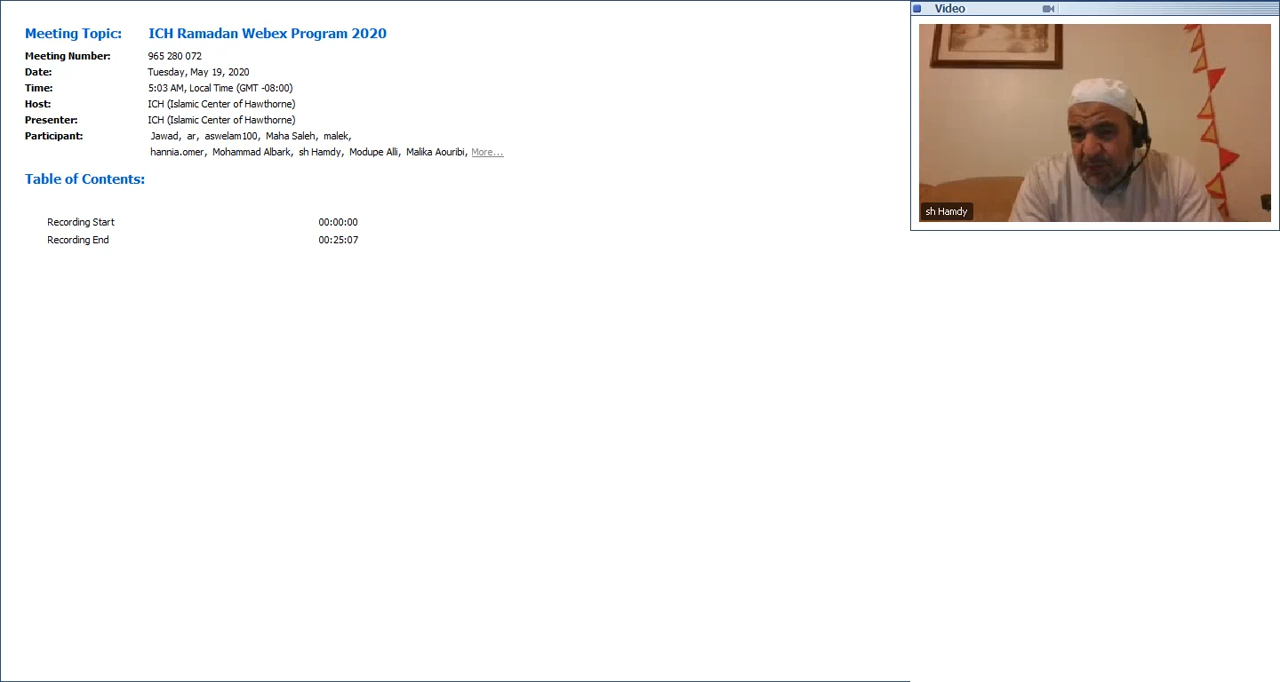 Meeting Topic: ICH Ramadan Webex Program 2020
Meeting Number: 965 280 072
Date: Tuesday, May 19, 2020
Time: 5:03 AM, Local Time (GMT -08:00)
Host: ICH (Islamic Center of Hawthorne)
Presenter: ICH (Islamic Center of Hawthorne)
Participant: Jawad, ar, aswelam100, Maha Saleh, malek,
hannia.omer, Mohammad Albark, sh Hamdy, Modupe Alli, Malika Aouribi, More...
Table of Contents:
Recording Start 00:00:00
Recording End 00:25:07
Video
sh Hamdy